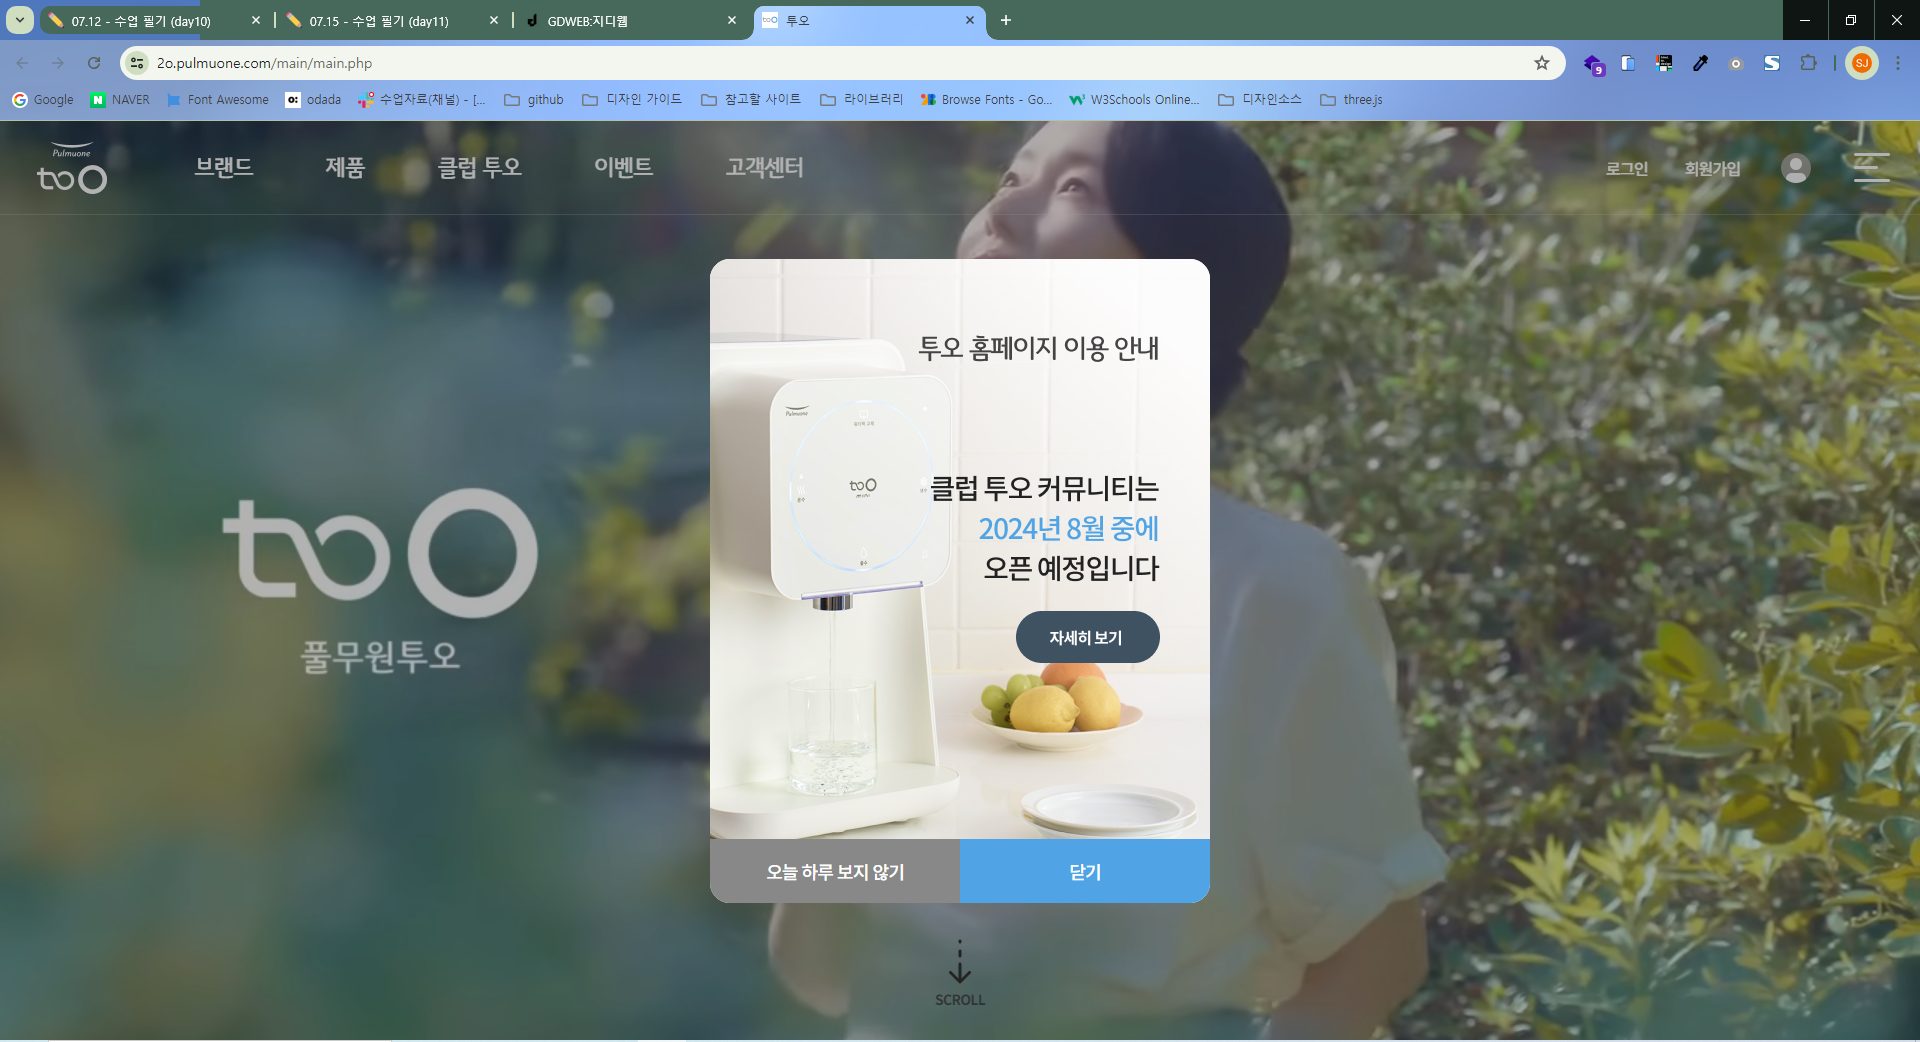 07.12 - 수업 필기 (day10)
07.15 - 수업 필기 (day11)
GDWEB:지디웹
투오
2o.pulmuone.com/main/main.php
9
SJ
Google
NAVER
Font Awesome
odada
수업자료(채널) - [...
github
디자인 가이드
참고할 사이트
라이브러리
Browse Fonts - Go...
W3Schools Online...
디자인소스
three.js
Pulmuone
toO
브랜드
제품
클럽 투오
이벤트
고객센터
로그인
회원가입
투오 홈페이지 이용 안내
Pulmuone
toO
클럽 투오 커뮤니티는
2024년 8월 중에
오픈 예정입니다
자세히 보기
toO
풀무원투오
오늘 하루 보지 않기
닫기
SCROLL